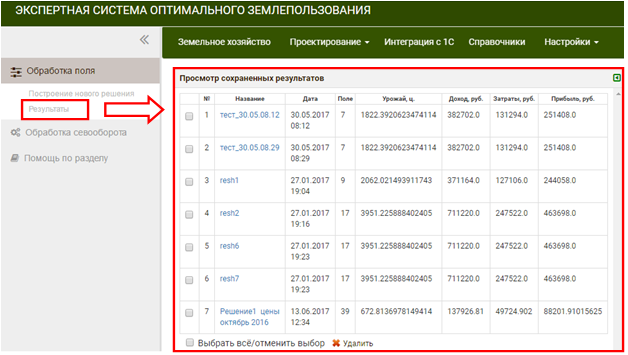 ЭКСПЕРТНАЯ СИСТЕМА ОПТИМАЛЬНОГО ЗЕМЛЕПОЛЬЗОВАНИЯ
Земельное хозяйство Проектирование Интеграция с 1С Справочники Настройки
Обработка поля
Построение нового решения
Результаты
Обработка севооборота
Помощь по разделу
Просмотр сохраненных результатов
№ Название Дата Поле Урожай, ц. Доход, руб. Затраты, руб. Прибыль, руб.
1 тест_30.05.08.12 30.05.2017 7 1822.3920623474114 382702.0 131294.0 251408.0
08:12
2 тест_30.05.08.29 30.05.2017 7 1822.3920623474114 382702.0 131294.0 251408.0
08:29
3 resh1 27.01.2017 9 2062.021493911743 371164.0 127106.0 244058.0
19:04
4 resh2 27.01.2017 17 3951.225888402405 711220.0 247522.0 463698.0
19:16
5 resh6 27.01.2017 17 3951.225888402405 711220.0 247522.0 463698.0
19:23
6 resh7 27.01.2017 17 3951.225888402405 711220.0 247522.0 463698.0
19:23
7 Решение1 цены 13.06.2017 39 672.8136978149414 137926.81 49724.902 88201.91015625
октябрь 2016 12:34
Выбрать всё/отменить выбор Удалить